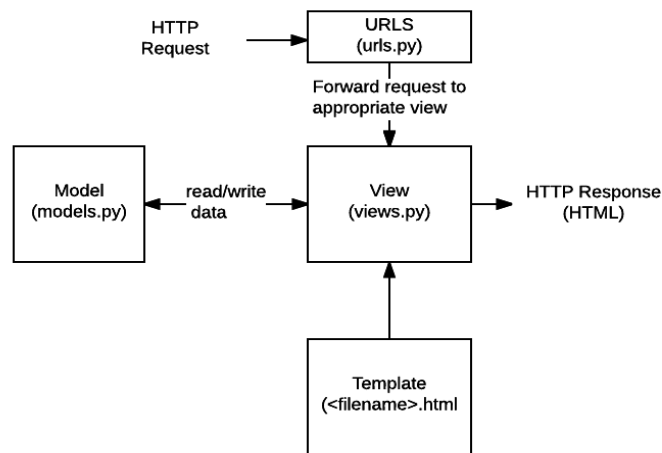 HTTP
Request
URLS
(urls.py)
Forward request to
appropriate view
Model
(models.py)
read/write
data
View
(views.py)
HTTP Response
(HTML)
Template
(<filename>.html